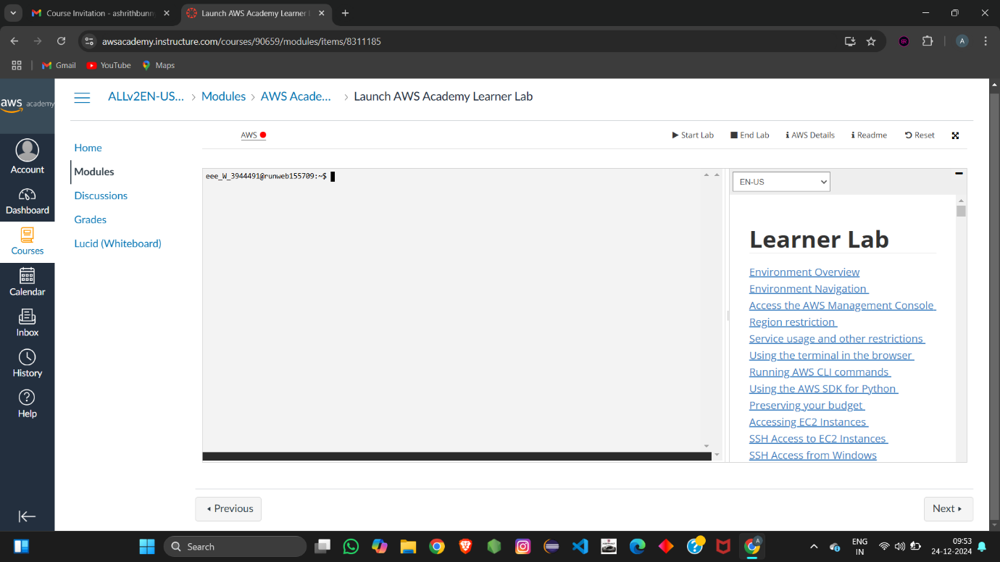 Course Invitation - ashrithbunn
Launch AWS Academy Learner
awsacademy.instructure.com/courses/90659/modules/items/8311185
A
Gmail
YouTube
Maps
aws academy
ALLv2EN-US... > Modules > AWS Acade... > Launch AWS Academy Learner Lab
Account
Dashboard
Courses
Calendar
Inbox
History
Help
Home
Modules
Discussions
Grades
Lucid (Whiteboard)
AWS
Start Lab
End Lab
AWS Details
Readme
Reset
eee_W_3944491@runweb155709:~$
EN-US
Learner Lab
Environment Overview
Environment Navigation
Access the AWS Management Console
Region restriction
Service usage and other restrictions
Using the terminal in the browser
Running AWS CLI commands
Using the AWS SDK for Python
Preserving your budget
Accessing EC2 Instances
SSH Access to EC2 Instances
SSH Access from Windows
Previous
Next
Search
A
ENG
IN
09:53
24-12-2024